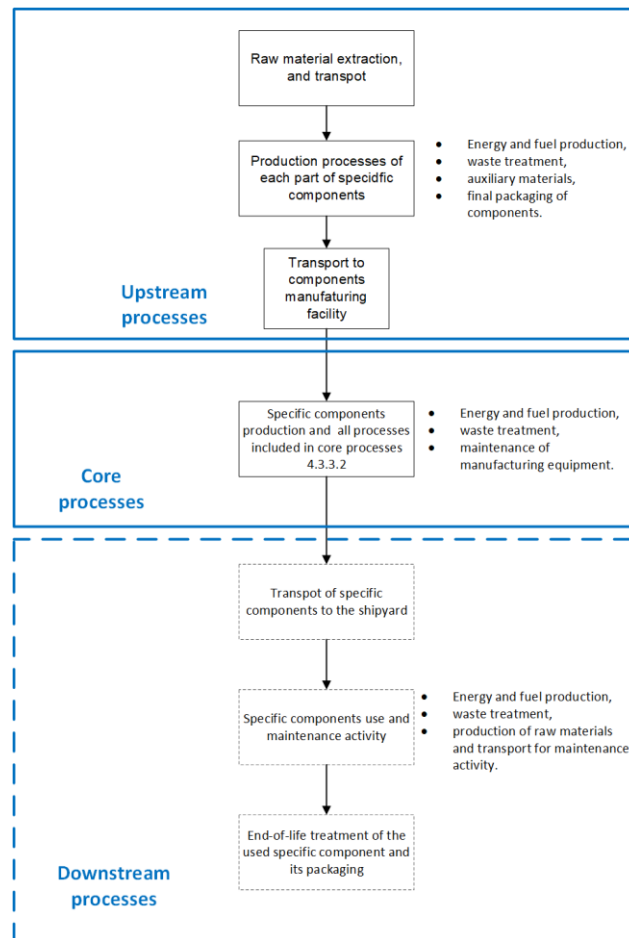 Raw material extraction,
and transpot
Production processes of
each part of specidfic
components
• Energy and fuel production,
• waste treatment,
• auxiliary materials,
• final packaging of
components.
Transport to
components
manufaturing
facility
Upstream
processes
Specific components
production and all processes
included in core processes
4.3.3.2
• Energy and fuel production,
• waste treatment,
• maintenance of
manufacturing equipment.
Core
processes
Transpot of specific
components to the shipyard
Specific components use and
maintenance activity
• Energy and fuel production,
• waste treatment,
• production of raw materials
and transport for maintenance
activity.
End-of-life treatment of the
used specific component and
its packaging
Downstream
processes